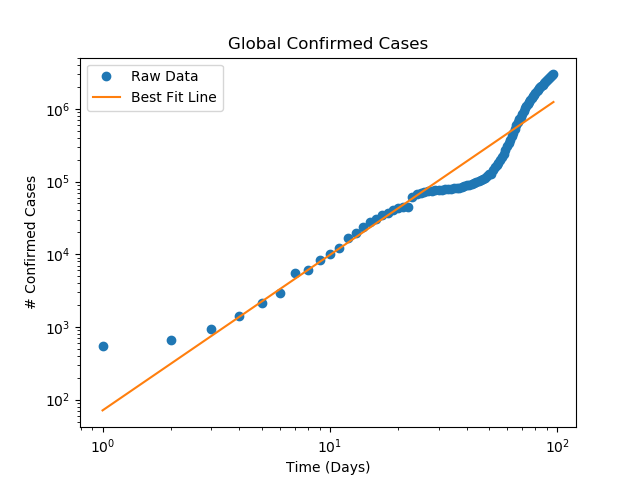 Global Confirmed Cases
Raw Data
Best Fit Line
# Confirmed Cases
10^6
10^5
10^4
10^3
10^2
10^0
10^1
10^2
Time (Days)